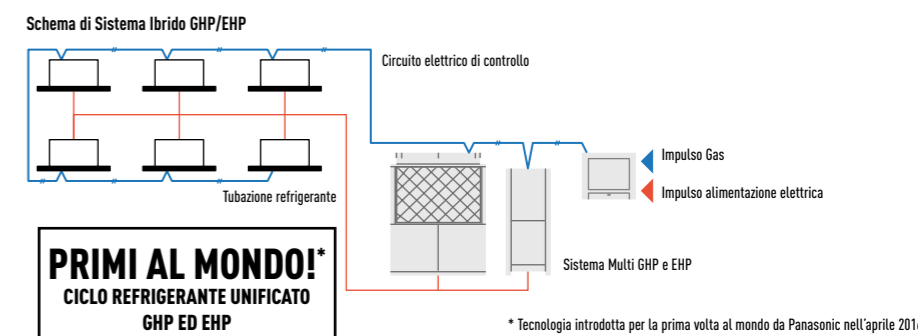 Schema di Sistema Ibrido GHP/EHP
Circuito elettrico di controllo
Impulso Gas
Impulso alimentazione elettrica
Tubazione refrigerante
PRIMI AL MONDO!*
CICLO REFRIGERANTE UNIFICATO
GHP ED EHP
Sistema Multi GHP e EHP
* Tecnologia introdotta per la prima volta al mondo da Panasonic nell'aprile